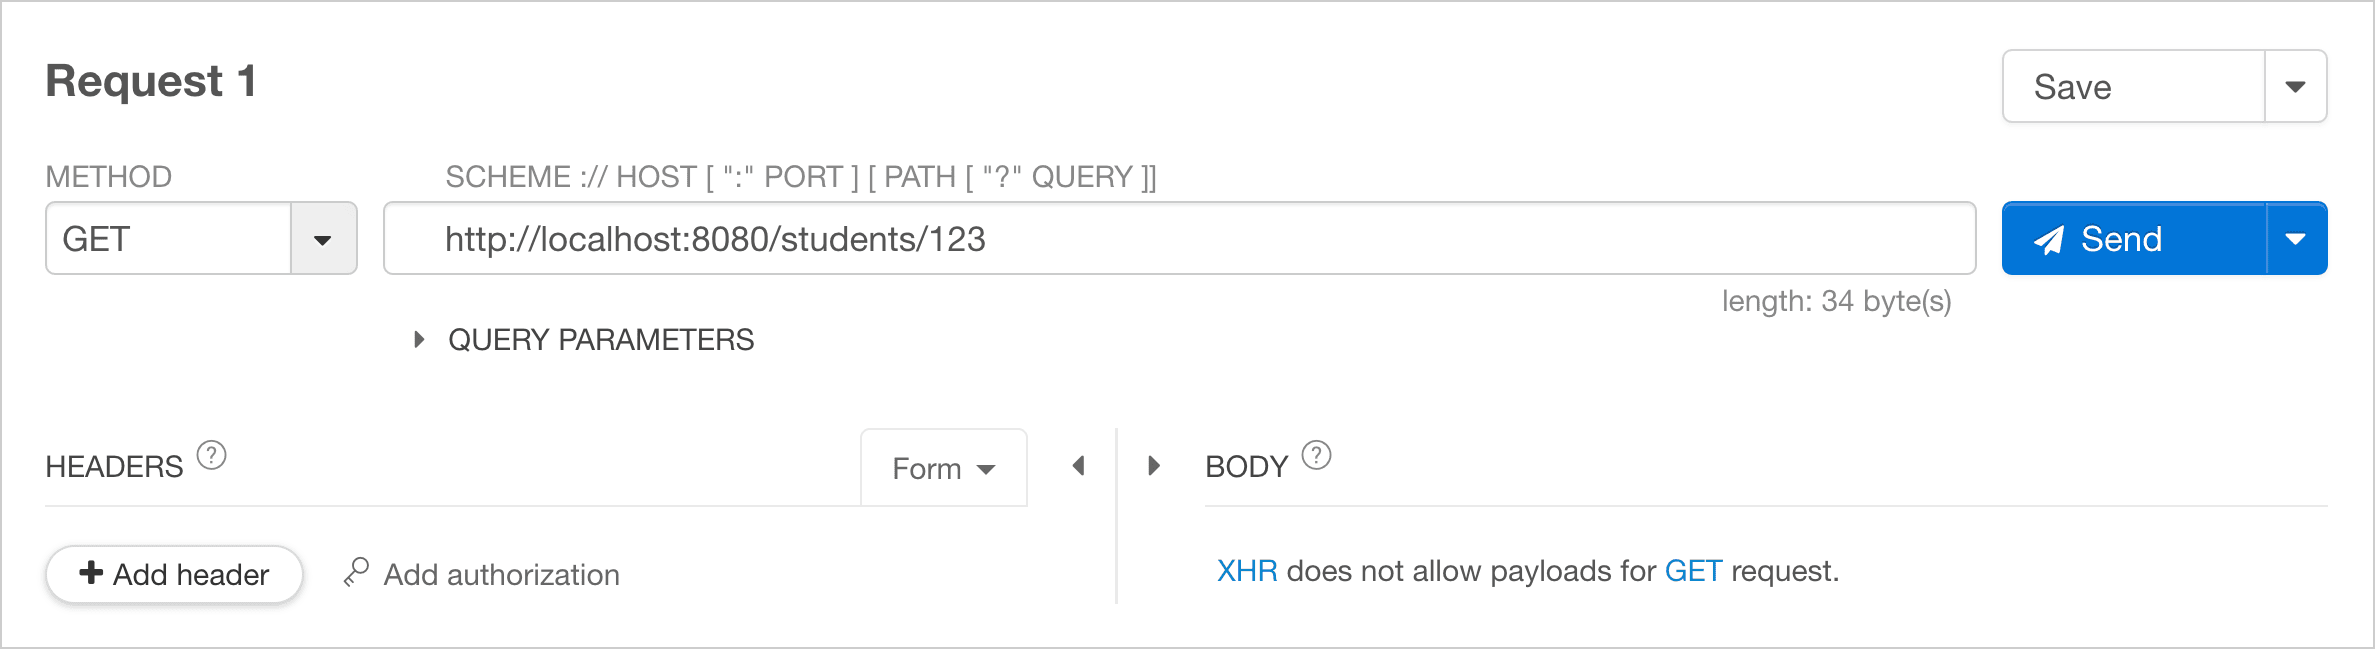 Request 1
Save
METHOD
SCHEME :// HOST [ ":" PORT ] [ PATH [ "?" QUERY ]]
GET
http://localhost:8080/students/123
Send
length: 34 byte(s)
QUERY PARAMETERS
HEADERS ?
Form
BODY ?
+ Add header
Add authorization
XHR does not allow payloads for GET request.